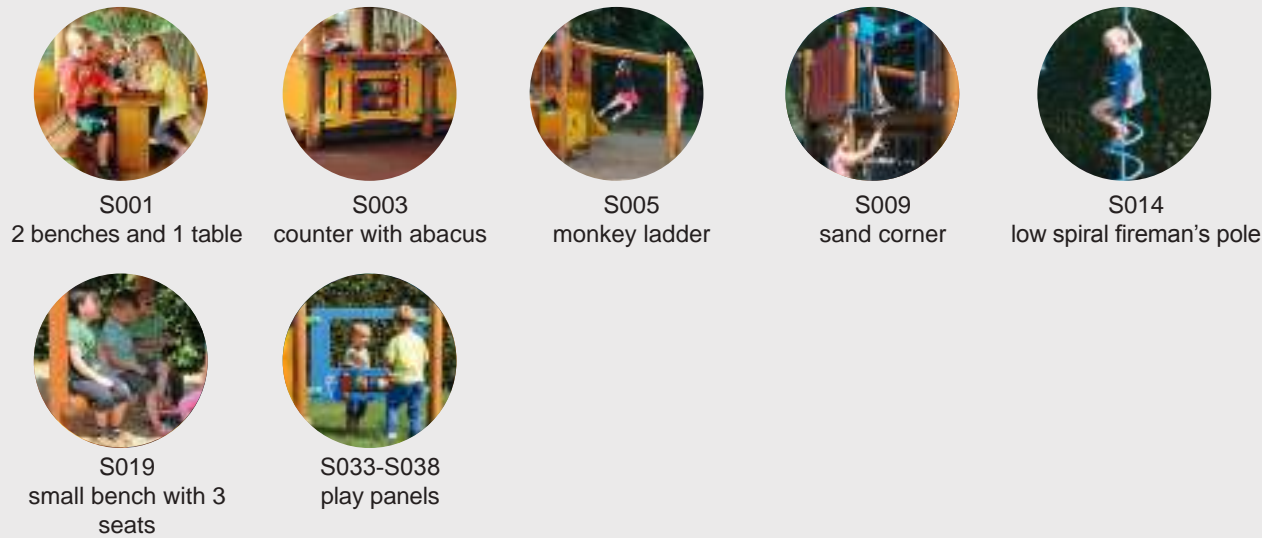 S001
2 benches and 1 table
S003
counter with abacus
S005
monkey ladder
S009
sand corner
S014
low spiral fireman’s pole
S019
small bench with 3
seats
S033-S038
play panels